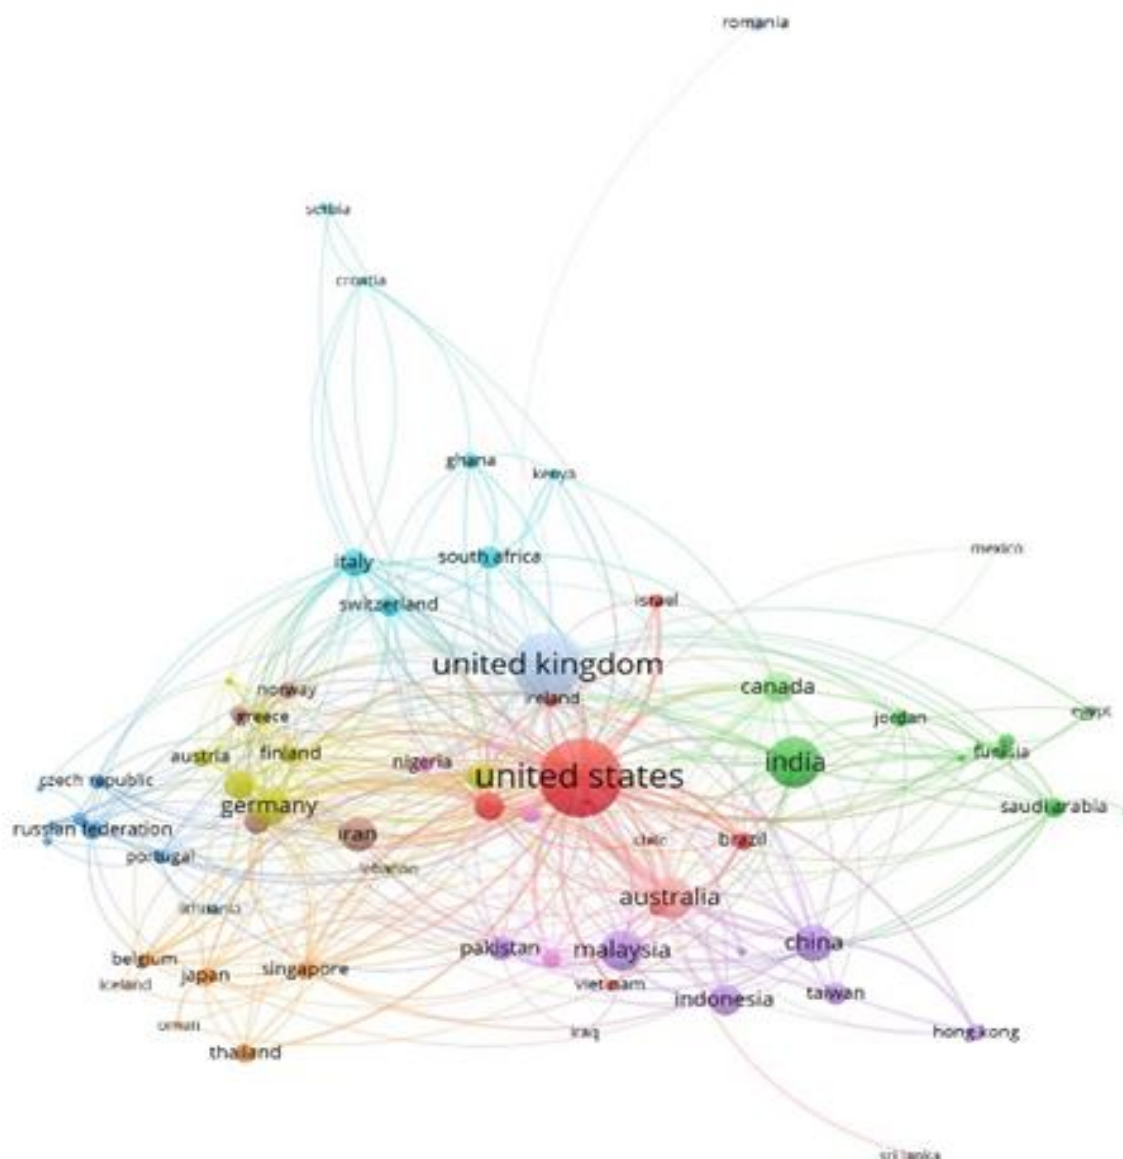 romania
serbia
croatia
ghana
kenya
italy
south africa
mexico
switzerland
israel
united kingdom
norway
ireland
canada
greece
jordan
egypt
austria
finland
nigeria
india
tunisia
czech republic
united states
germany
saudi arabia
russian federation
iran
chile
brazil
portugal
lebanon
australia
lithuania
pakistan
malaysia
china
belgium
japan
singapore
iceland
viet nam
indonesia
taiwan
oman
iraq
hong kong
thailand
sri lanka